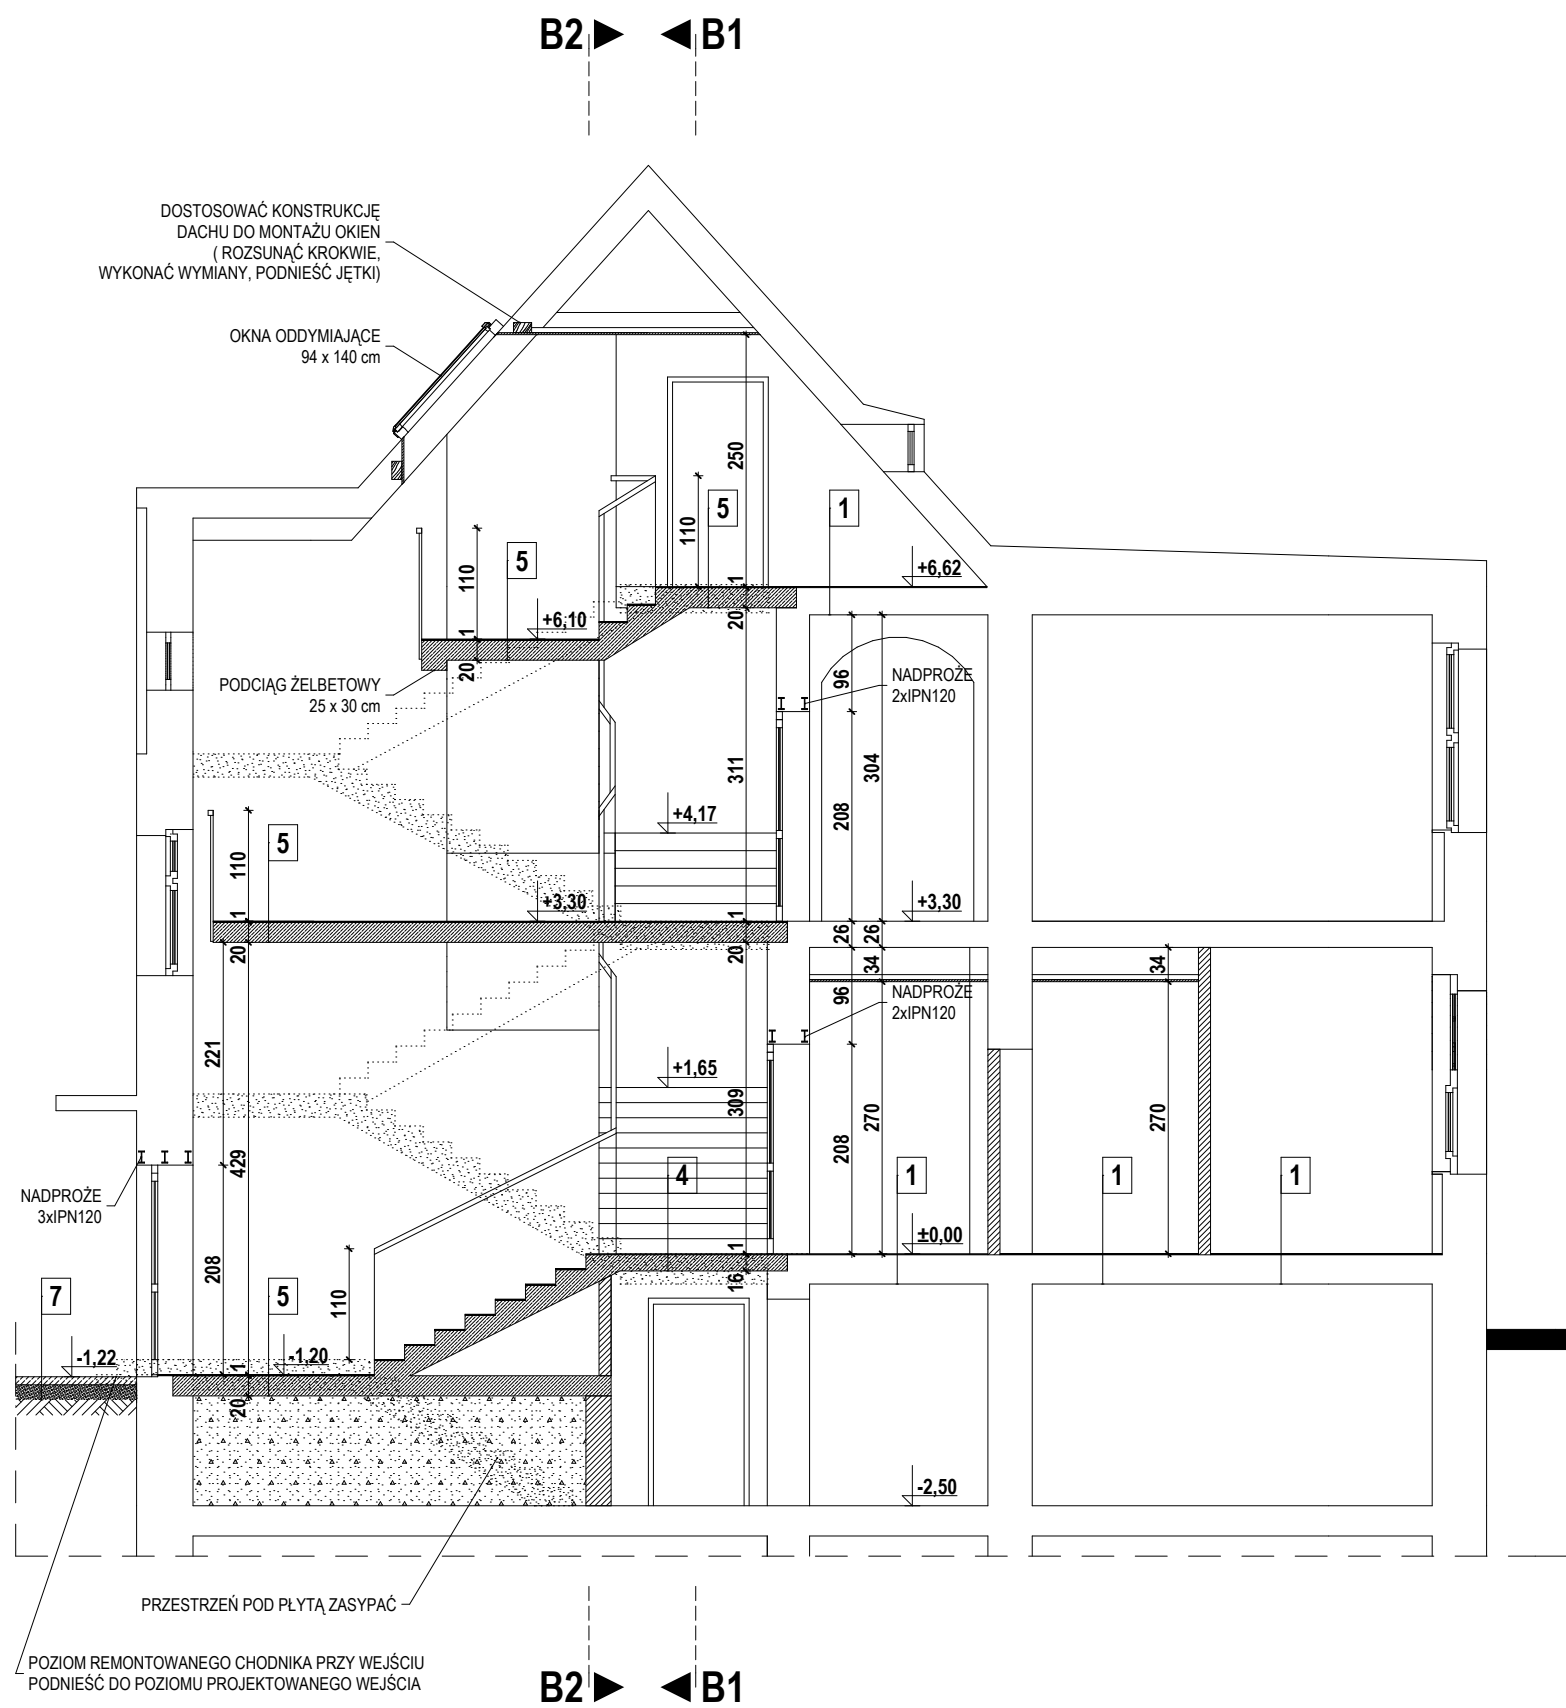 B2 B1
DOSTOSOWAĆ KONSTRUKCJĘ
DACHU DO MONTAŻU OKIEN
( ROZSUNĄĆ KROKWIE,
WYKONAĆ WYMIANY, PODNIEŚĆ JĘTKI)
OKNA ODDYMIAJĄCE
94 x 140 cm
250
110
5
1
110
5
+6,62
1
+6,10
1
20
20
PODCIĄG ŻELBETOWY
25 x 30 cm
96
NADPROŻE
2xIPN120
311
304
208
+4,17
110
5
+3,30
+3,30
1
1
20
20
26
26
34
34
96
NADPROŻE
2xIPN120
221
+1,65
309
270
270
208
429
4
1
1
1
NADPROŻE
3xIPN120
±0,00
1
16
208
7
5
110
-1,22
-1,20
1
20
-2,50
PRZESTRZEŃ POD PŁYTĄ ZASYPAĆ
POZIOM REMONTOWANEGO CHODNIKA PRZY WEJŚCIU
PODNIEŚĆ DO POZIOMU PROJEKTOWANEGO WEJŚCIA
B2 B1